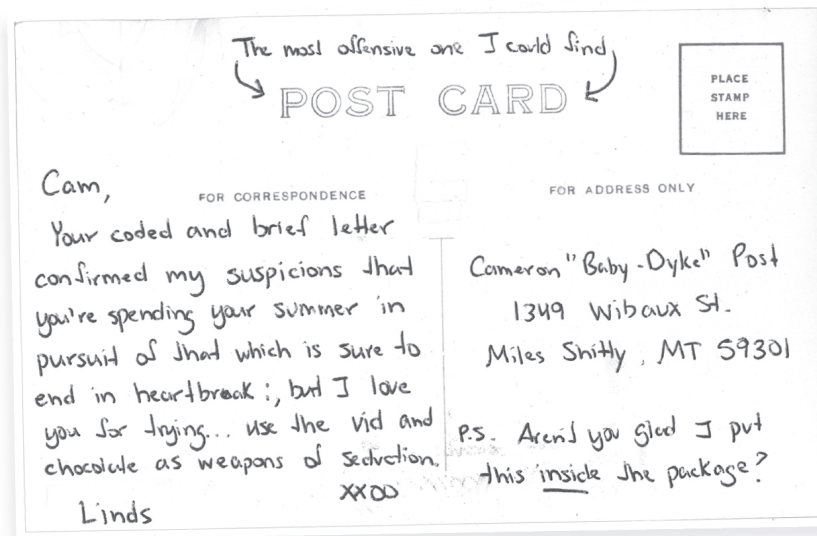 The most offensive one I could find
POST CARD
PLACE
STAMP
HERE
Cam,
FOR CORRESPONDENCE
FOR ADDRESS ONLY
Your coded and brief letter
confirmed my suspicions that
you're spending your summer in
pursuit of that which is sure to
end in heartbreak :, but I love
you for trying... use the vid and
chocolate as weapons of seduction.
XXOO
Linds
Cameron "Baby-Dyke" Post
1349 Wibaux St.
Miles Shitty, MT 59301
P.S. Aren't you glad I put
this inside the package?